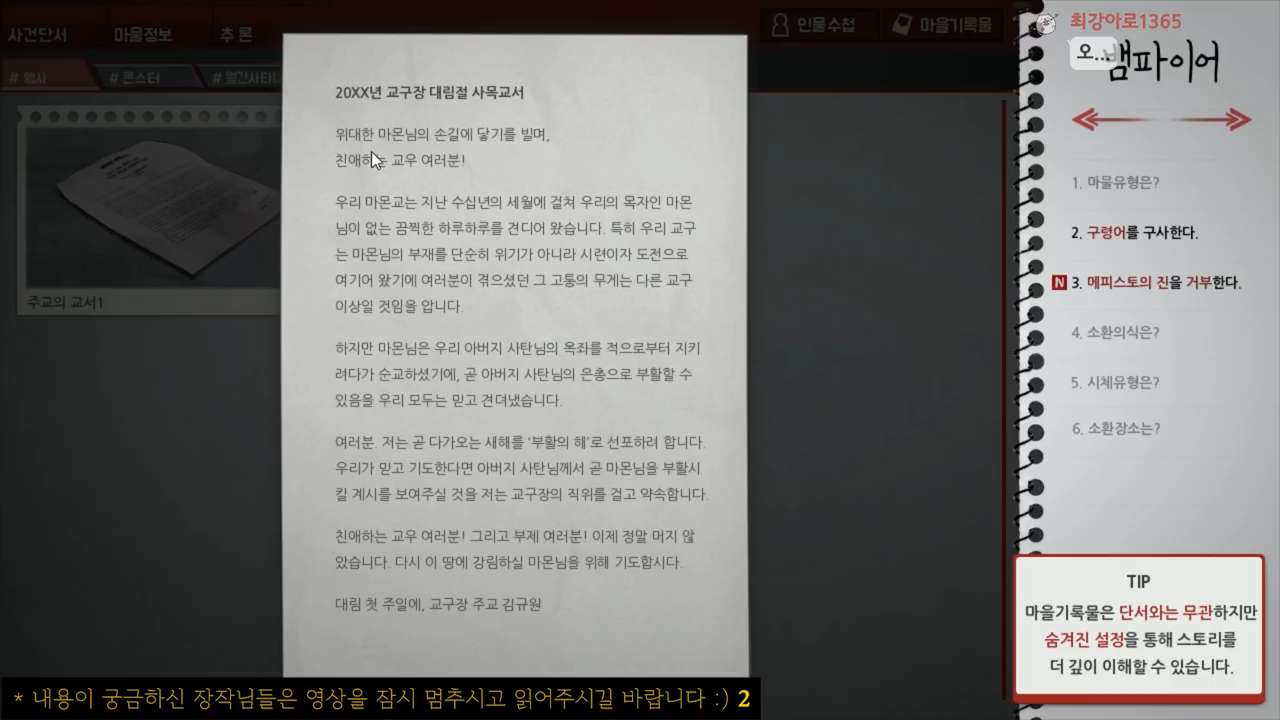 사건단서
마물정보
추 론
인물수첩
마을기록물
# 행사
# 몬스터
# 월간사타니
주교의 교서1
20XX년 교구장 대림절 사목교서
위대한 마몬님의 손길에 닿기를 빌며,
친애하는 교우 여러분!
우리 마몬교는 지난 수십년의 세월에 걸쳐 우리의 목자인 마몬
님이 없는 끔찍한 하루하루를 견디어 왔습니다. 특히 우리 교구
는 마몬님의 부재를 단순히 위기가 아니라 시련이자 도전으로
여기어 왔기에 여러분이 겪으셨던 그 고통의 무게는 다른 교구
이상일 것임을 압니다.
하지만 마몬님은 우리 아버지 사탄님의 옥좌를 적으로부터 지키
려다가 순교하셨기에, 곧 아버지 사탄님의 은총으로 부활할 수
있음을 우리 모두는 믿고 견뎌냈습니다.
여러분. 저는 곧 다가오는 새해를 '부활의 해'로 선포하려 합니다.
우리가 믿고 기도한다면 아버지 사탄님께서 곧 마몬님을 부활시
킬 계시를 보여주실 것을 저는 교구장의 직위를 걸고 약속합니다.
친애하는 교우 여러분! 그리고 부제 여러분! 이제 정말 머지 않
았습니다. 다시 이 땅에 강림하실 마몬님을 위해 기도합시다.
대림 첫 주일에, 교구장 주교 김규원
최강아로1365
오...
뱀파이어
1. 마물유형은?
2. 구령어를 구사한다.
N 3. 메피스토의 진을 거부한다.
4. 소환의식은?
5. 시체유형은?
6. 소환장소는?
TIP
마을기록물은 단서와는 무관하지만
숨겨진 설정을 통해 스토리를
더 깊이 이해할 수 있습니다.
* 내용이 궁금하신 장작님들은 영상을 잠시 멈추시고 읽어주시길 바랍니다 :) 2